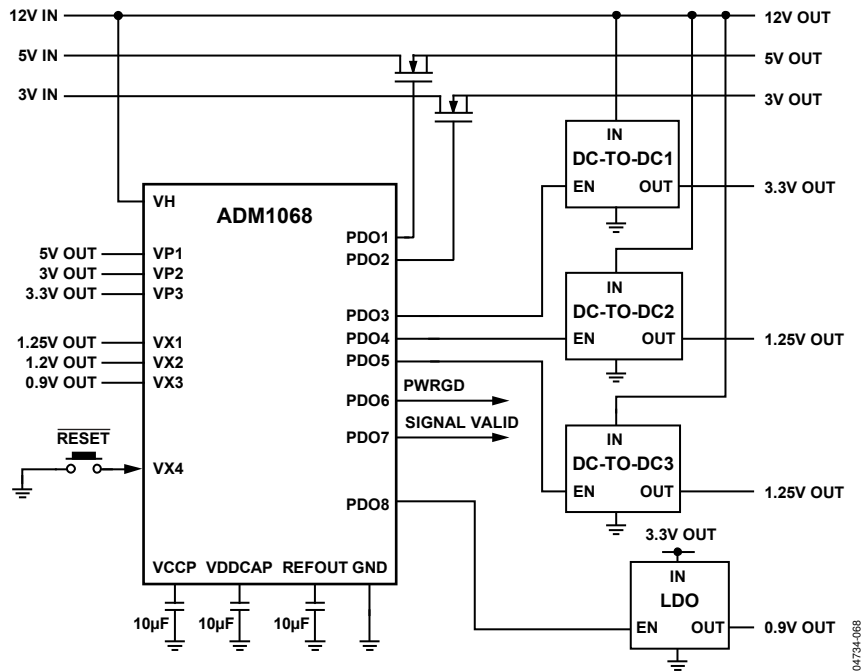 12V IN
12V OUT
5V IN
5V OUT
3V IN
3V OUT
IN
DC-TO-DC1
EN OUT
3.3V OUT
VH
ADM1068
PDO1
PDO2
5V OUT VP1
3V OUT VP2
3.3V OUT VP3
PDO3
IN
DC-TO-DC2
EN OUT
1.25V OUT
1.25V OUT VX1
1.2V OUT VX2
0.9V OUT VX3
PDO4
PDO5
PDO6
PWRGD
PDO7
SIGNAL VALID
RESET
VX4
IN
DC-TO-DC3
EN OUT
1.25V OUT
PDO8
3.3V OUT
IN
LDO
EN OUT
0.9V OUT
VCCP VDDCAP REFOUT GND
10µF 10µF 10µF
04734-068